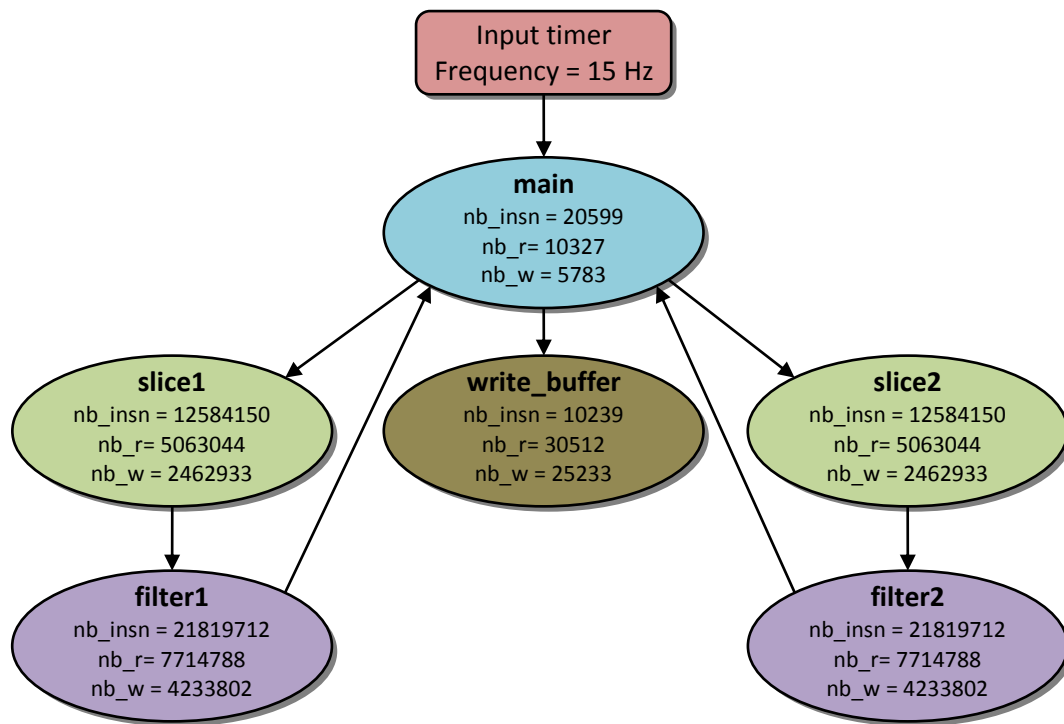 Input timer
Frequency = 15 Hz
main
nb_insn = 20599
nb_r= 10327
nb_w = 5783
slice1
nb_insn = 12584150
nb_r= 5063044
nb_w = 2462933
write_buffer
nb_insn = 10239
nb_r= 30512
nb_w = 25233
slice2
nb_insn = 12584150
nb_r= 5063044
nb_w = 2462933
filter1
nb_insn = 21819712
nb_r= 7714788
nb_w = 4233802
filter2
nb_insn = 21819712
nb_r= 7714788
nb_w = 4233802